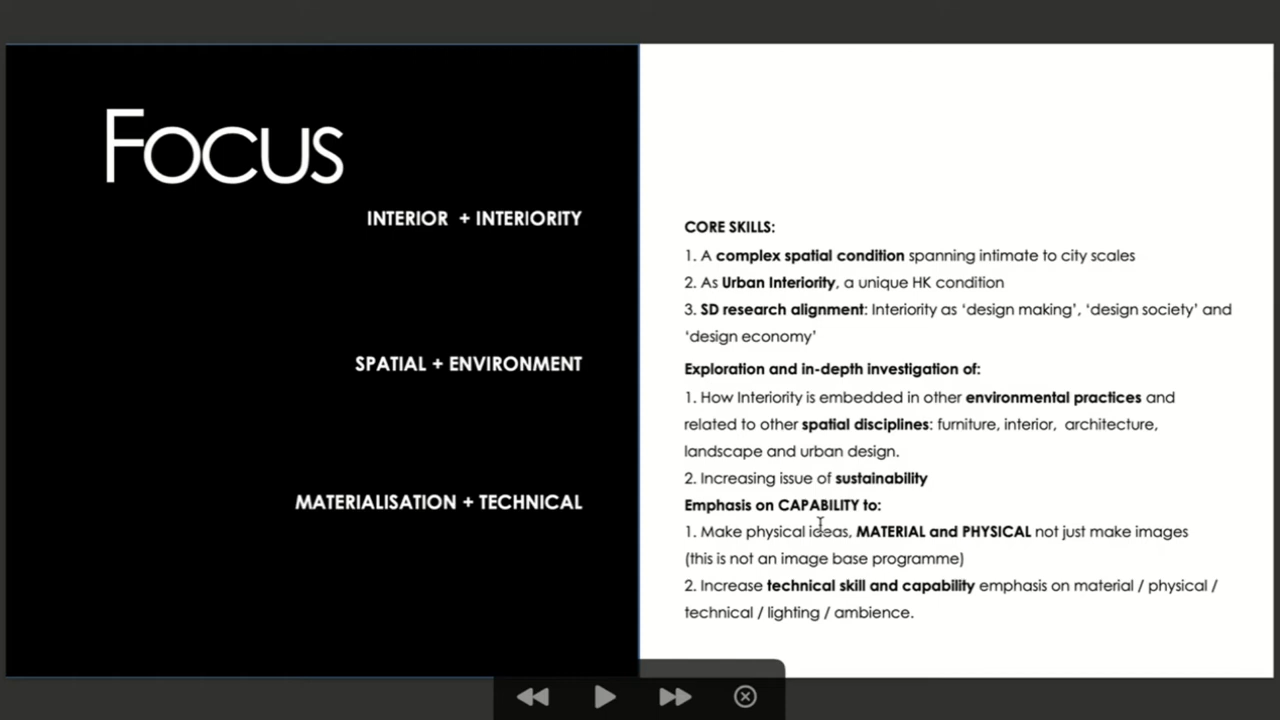 Focus
INTERIOR + INTERIORITY
SPATIAL + ENVIRONMENT
MATERIALISATION + TECHNICAL
CORE SKILLS:
1. A complex spatial condition spanning intimate to city scales
2. As Urban Interiority, a unique HK condition
3. SD research alignment: Interiority as ‘design making’, ‘design society’ and
‘design economy’
Exploration and in-depth investigation of:
1. How Interiority is embedded in other environmental practices and
related to other spatial disciplines: furniture, interior, architecture,
landscape and urban design.
2. Increasing issue of sustainability
Emphasis on CAPABILITY to:
1. Make physical ideas, MATERIAL and PHYSICAL not just make images
(this is not an image base programme)
2. Increase technical skill and capability emphasis on material / physical /
technical / lighting / ambience.